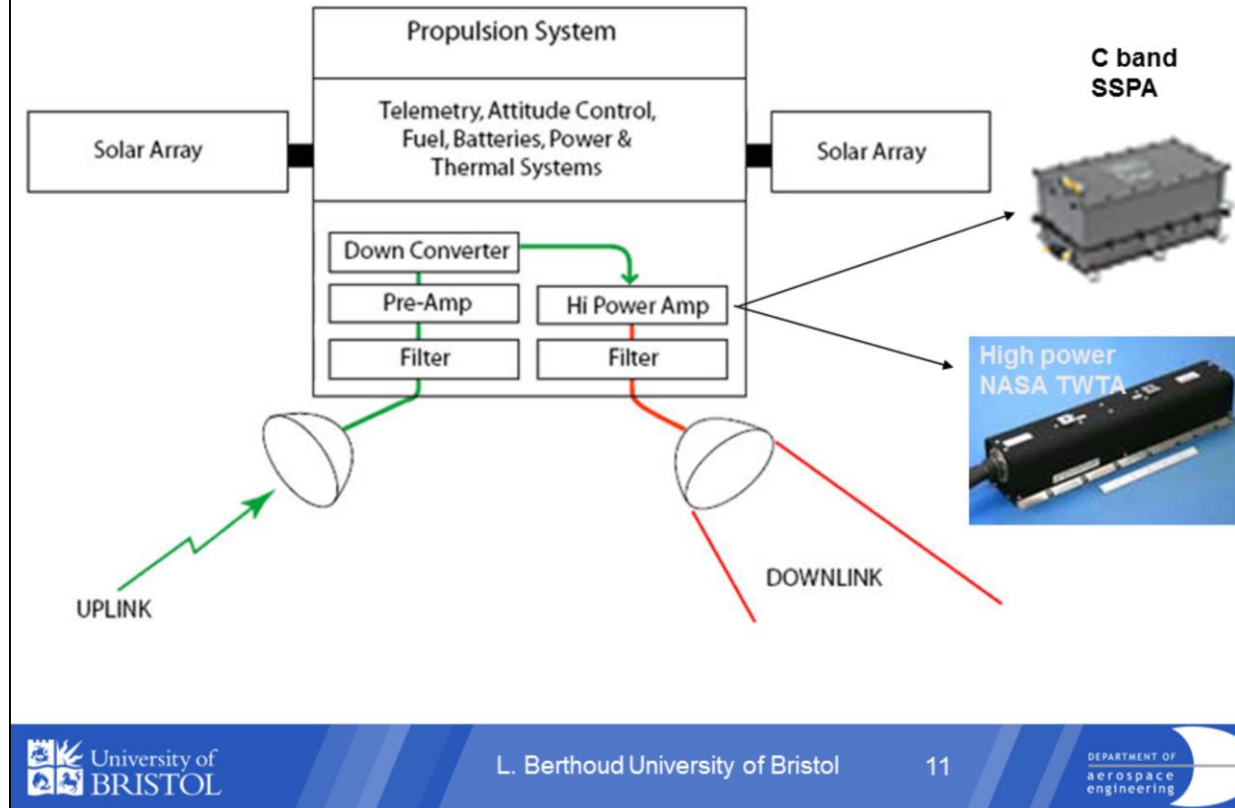 Propulsion System
Telemetry, Attitude Control,
Fuel, Batteries, Power &
Thermal Systems
Solar Array
Solar Array
C band
SSPA
Down Converter
Pre-Amp
Hi Power Amp
Filter
Filter
High power
NASA TWTA
UPLINK
DOWNLINK
University of
BRISTOL
L. Berthoud University of Bristol
11
DEPARTMENT OF
aerospace
engineering